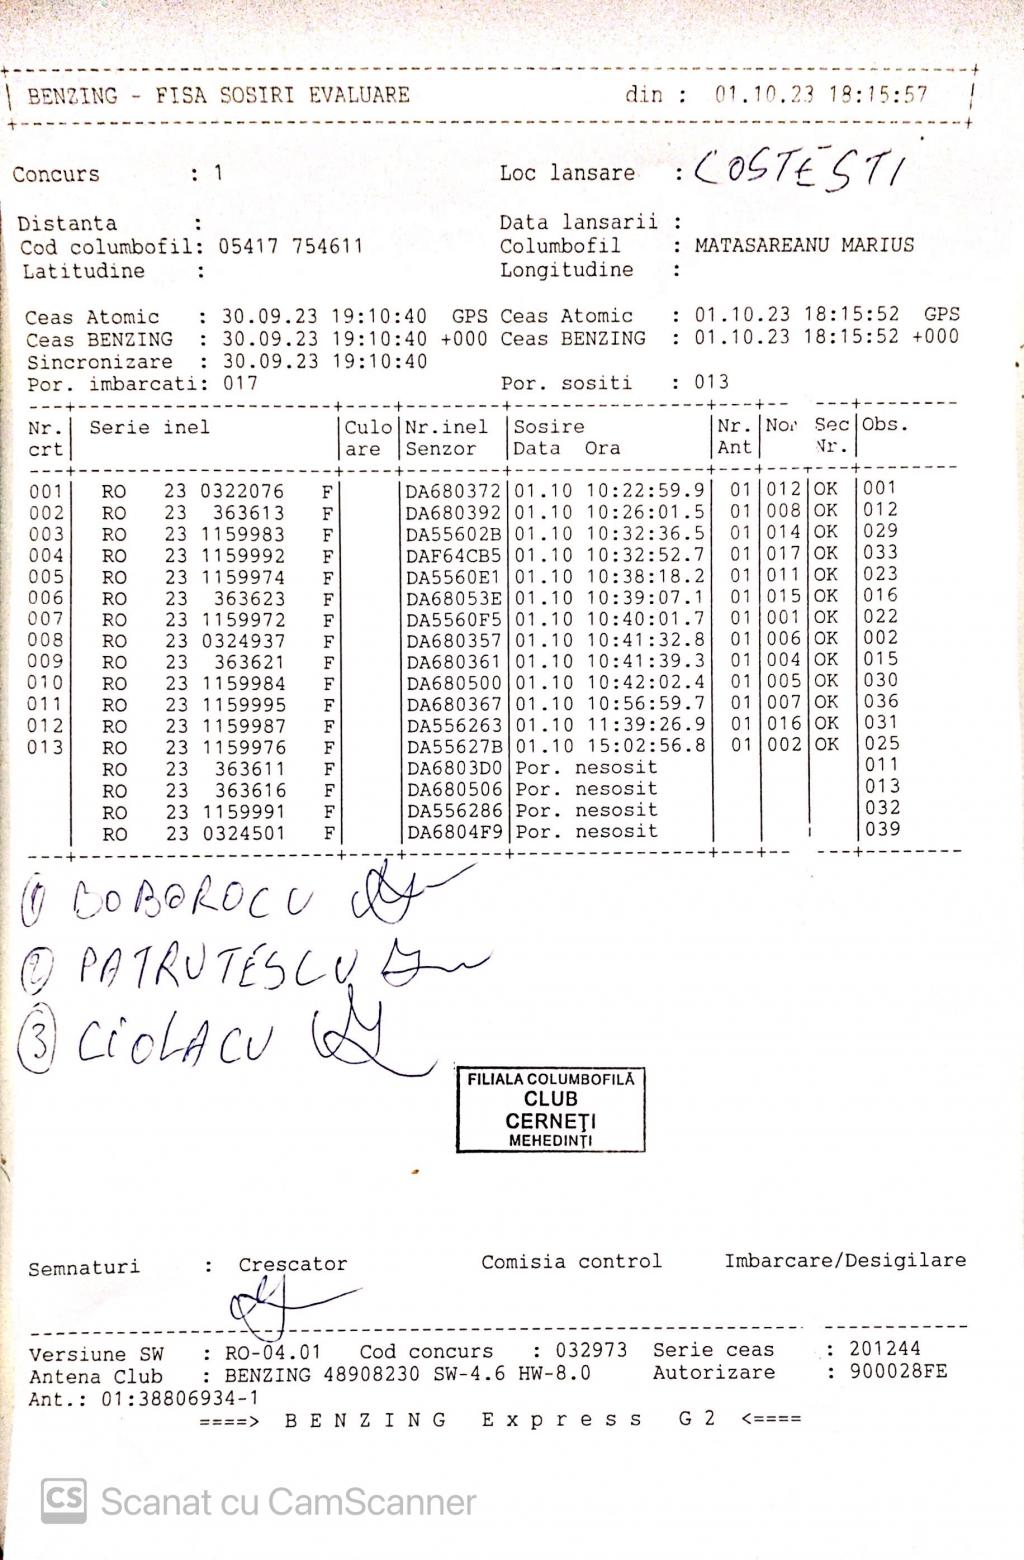 BENZING - FISA SOSIRI EVALUARE din : 01.10.23 18:15:57
Concurs : 1 Loc lansare : COSTESTI
Distanta : Data lansarii :
Cod columbofil: 05417 754611 Columbofil : MATASAREANU MARIUS
Latitudine : Longitudine :
Ceas Atomic : 30.09.23 19:10:40 GPS Ceas Atomic : 01.10.23 18:15:52 GPS
Ceas BENZING : 30.09.23 19:10:40 +000 Ceas BENZING : 01.10.23 18:15:52 +000
Sincronizare : 30.09.23 19:10:40
Por. imbarcati: 017 Por. sositi : 013
Nr. Serie inel Culo Nr.inel Sosire Nr. Nor Sec Obs.
crt are Senzor Data Ora Ant Nr.
001 RO 23 0322076 F DA680372 01.10 10:22:59.9 01 012 OK 001
002 RO 23 363613 F DA680392 01.10 10:26:01.5 01 008 OK 012
003 RO 23 1159983 F DA55602B 01.10 10:32:36.5 01 014 OK 029
004 RO 23 1159992 F DAF64CB5 01.10 10:32:52.7 01 017 OK 033
005 RO 23 1159974 F DA5560E1 01.10 10:38:18.2 01 011 OK 023
006 RO 23 363623 F DA68053E 01.10 10:39:07.1 01 015 OK 016
007 RO 23 1159972 F DA5560F5 01.10 10:40:01.7 01 001 OK 022
008 RO 23 0324937 F DA680357 01.10 10:41:32.8 01 006 OK 002
009 RO 23 363621 F DA680361 01.10 10:41:39.3 01 004 OK 015
010 RO 23 1159984 F DA680500 01.10 10:42:02.4 01 005 OK 030
011 RO 23 1159995 F DA680367 01.10 10:56:59.7 01 007 OK 036
012 RO 23 1159987 F DA556263 01.10 11:39:26.9 01 016 OK 031
013 RO 23 1159976 F DA55627B 01.10 15:02:56.8 01 002 OK 025
RO 23 363611 F DA6803D0 Por. nesosit 011
RO 23 363616 F DA680506 Por. nesosit 013
RO 23 1159991 F DA556286 Por. nesosit 032
RO 23 0324501 F DA6804F9 Por. nesosit 039
1 BOBOROCU
2 PATRUTESCU
3 CIOLACU
FILIALA COLUMBOFILĂ
CLUB
CERNEŢI
MEHEDINŢI
Semnaturi : Crescator Comisia control Imbarcare/Desigilare
Versiune SW : RO-04.01 Cod concurs : 032973 Serie ceas : 201244
Antena Club : BENZING 48908230 SW-4.6 HW-8.0 Autorizare : 900028FE
Ant.: 01:38806934-1
====> BENZING Express G2 <====
CS Scanat cu CamScanner